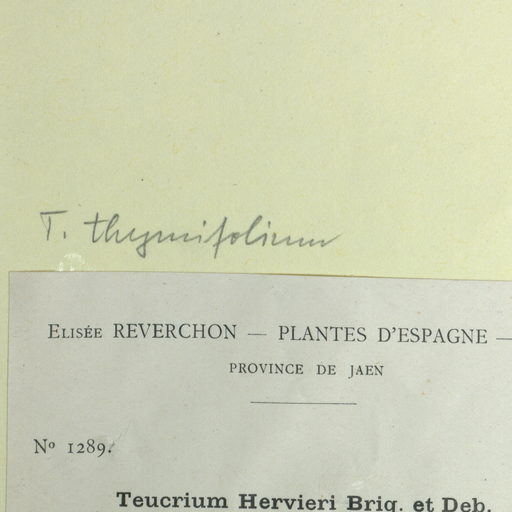 T. thymifolium
Elisée REVERCHON — PLANTES D'ESPAGNE —
PROVINCE DE JAEN
Nº 1289.
Teucrium Hervieri Briq. et Deb.